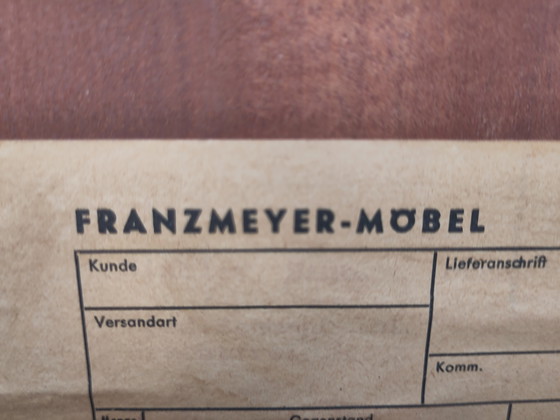 FRANZMEYER-MÖBEL
Kunde
Lieferanschrift
Versandart
Komm.